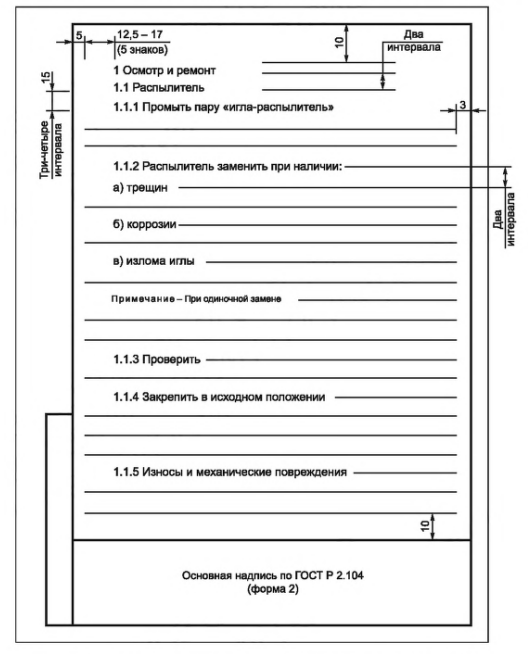 5
12,5 – 17
(5 знаков)
10
Два
интервала
1 Осмотр и ремонт
15
1.1 Распылитель
1.1.1 Промыть пару «игла-распылитель»
3
Три-четыре
интервала
1.1.2 Распылитель заменить при наличии:
а) трещин
Два
интервала
б) коррозии
в) излома иглы
Примечание – При одиночной замене
1.1.3 Проверить
1.1.4 Закрепить в исходном положении
1.1.5 Износы и механические повреждения
10
Основная надпись по ГОСТ Р 2.104
(форма 2)